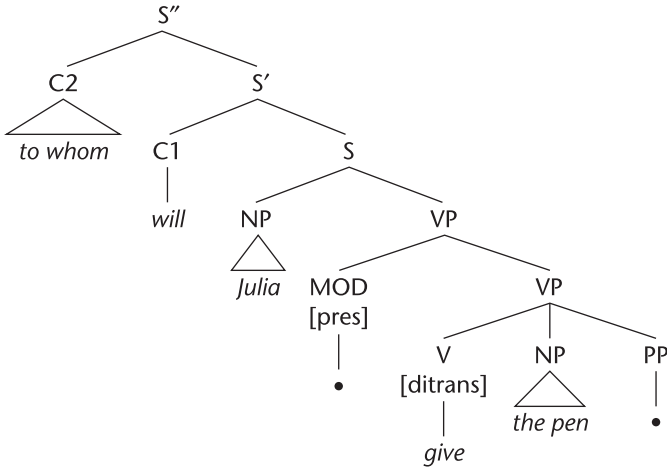 S″
C2 S′
to whom C1 S
will NP VP
Julia MOD VP
[pres]
V NP PP
[ditrans]
the pen
give